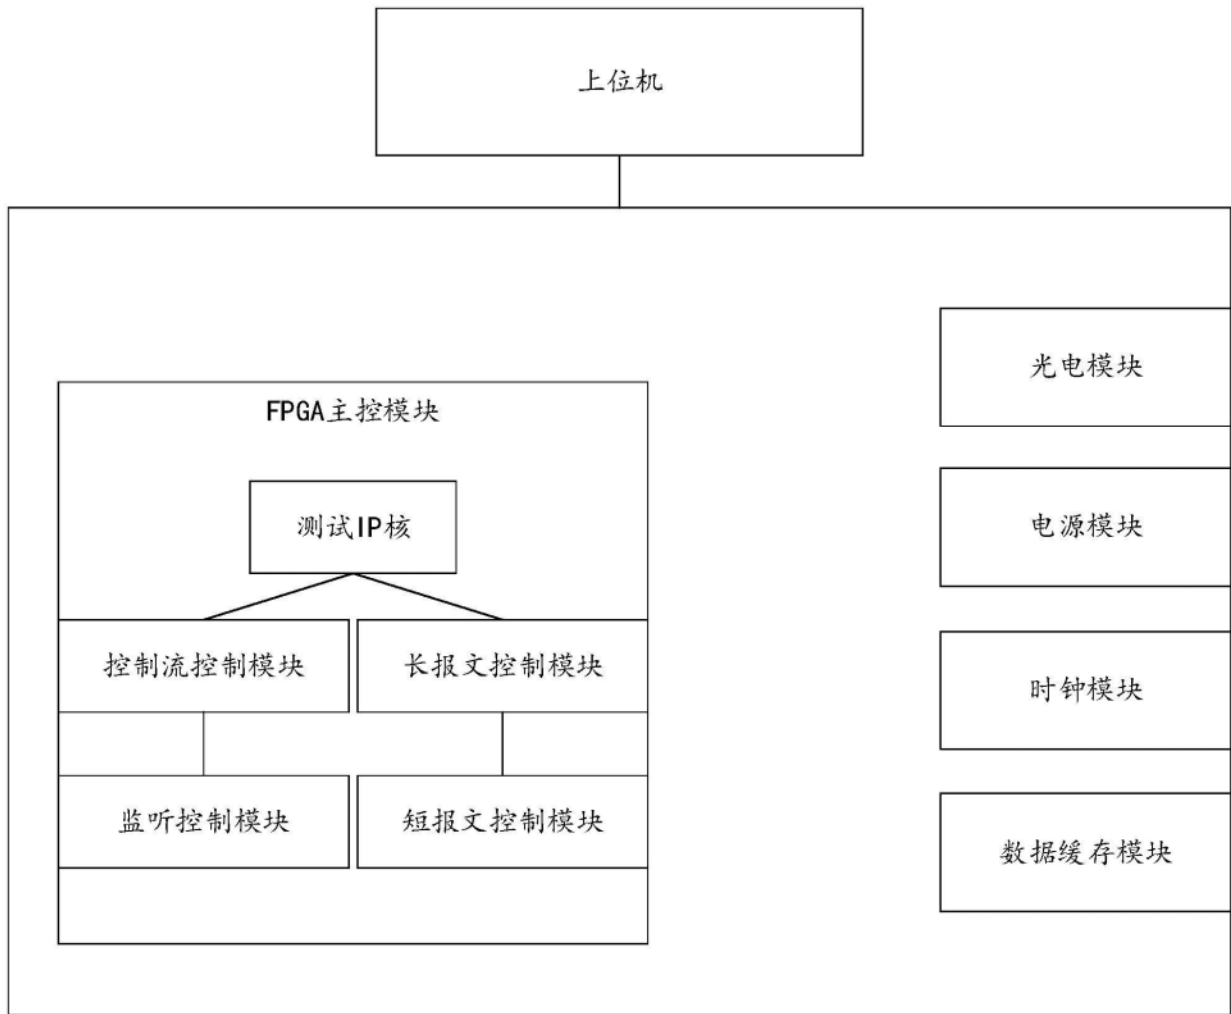 上位机
FPGA主控模块
测试IP核
控制流控制模块
长报文控制模块
监听控制模块
短报文控制模块
光电模块
电源模块
时钟模块
数据缓存模块